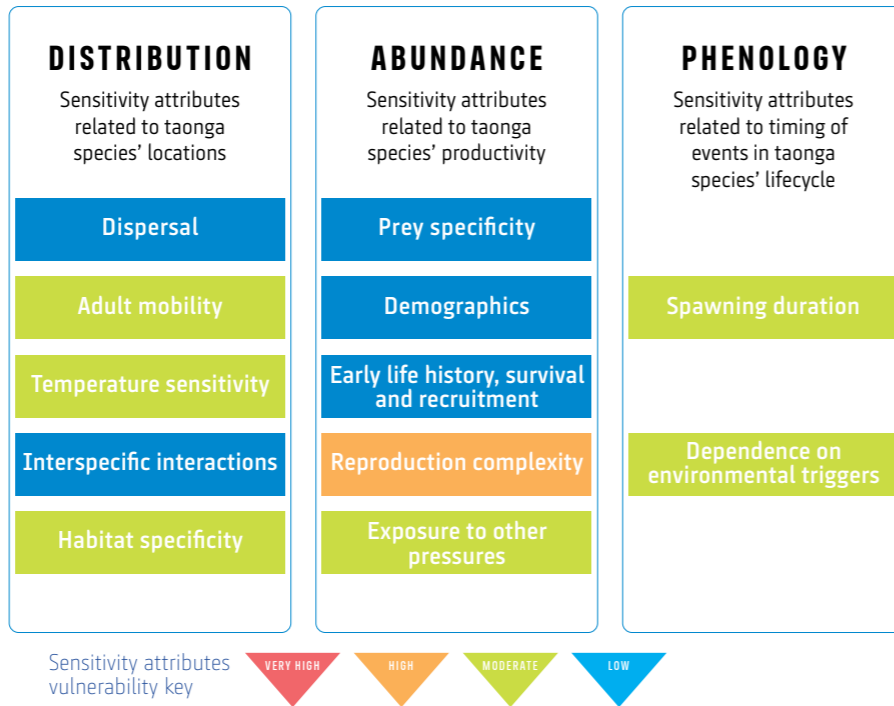 DISTRIBUTION
Sensitivity attributes
related to taonga
species’ locations
Dispersal
Adult mobility
Temperature sensitivity
Interspecific interactions
Habitat specificity
ABUNDANCE
Sensitivity attributes
related to taonga
species’ productivity
Prey specificity
Demographics
Early life history, survival
and recruitment
Reproduction complexity
Exposure to other
pressures
PHENOLOGY
Sensitivity attributes
related to timing of
events in taonga
species’ lifecycle
Spawning duration
Dependence on
environmental triggers
Sensitivity attributes
vulnerability key
VERY HIGH
HIGH
MODERATE
LOW